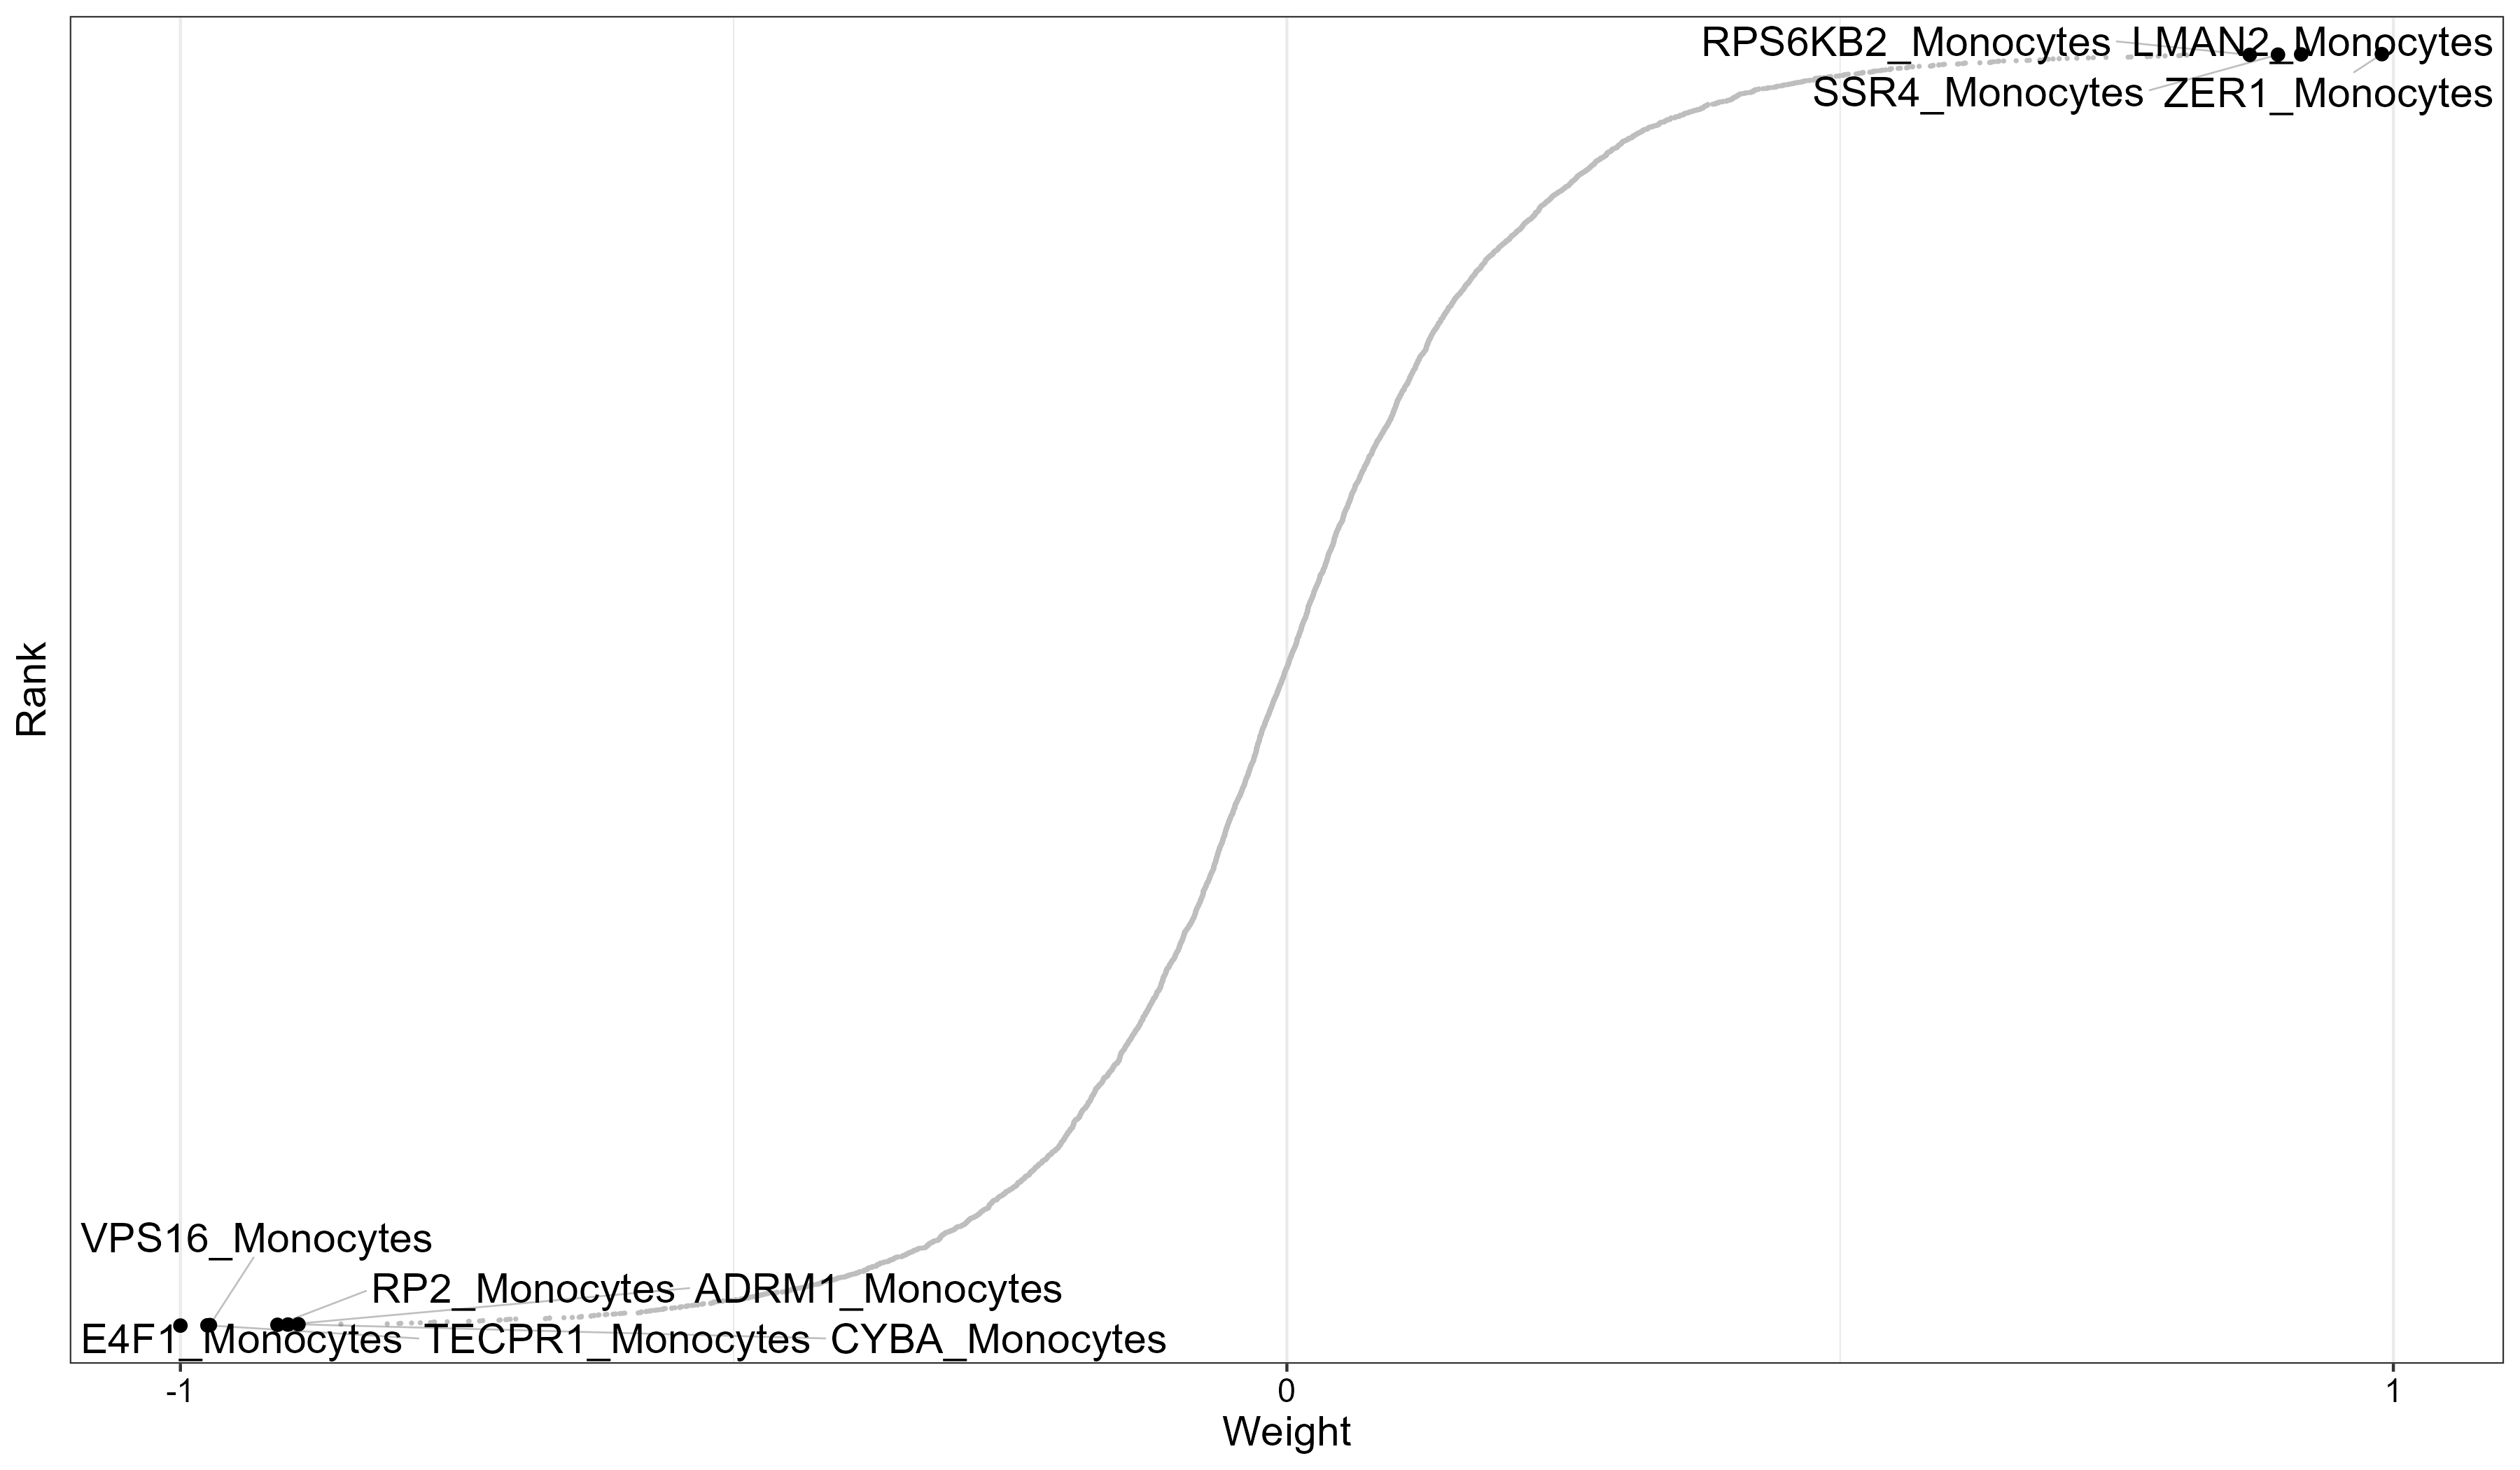 RPS6KB2_Monocytes LMAN2_Monocytes
SSR4_Monocytes ZER1_Monocytes
Rank
VPS16_Monocytes
RP2_Monocytes ADRM1_Monocytes
E4F1_Monocytes TECPR1_Monocytes CYBA_Monocytes
-1 0 1
Weight